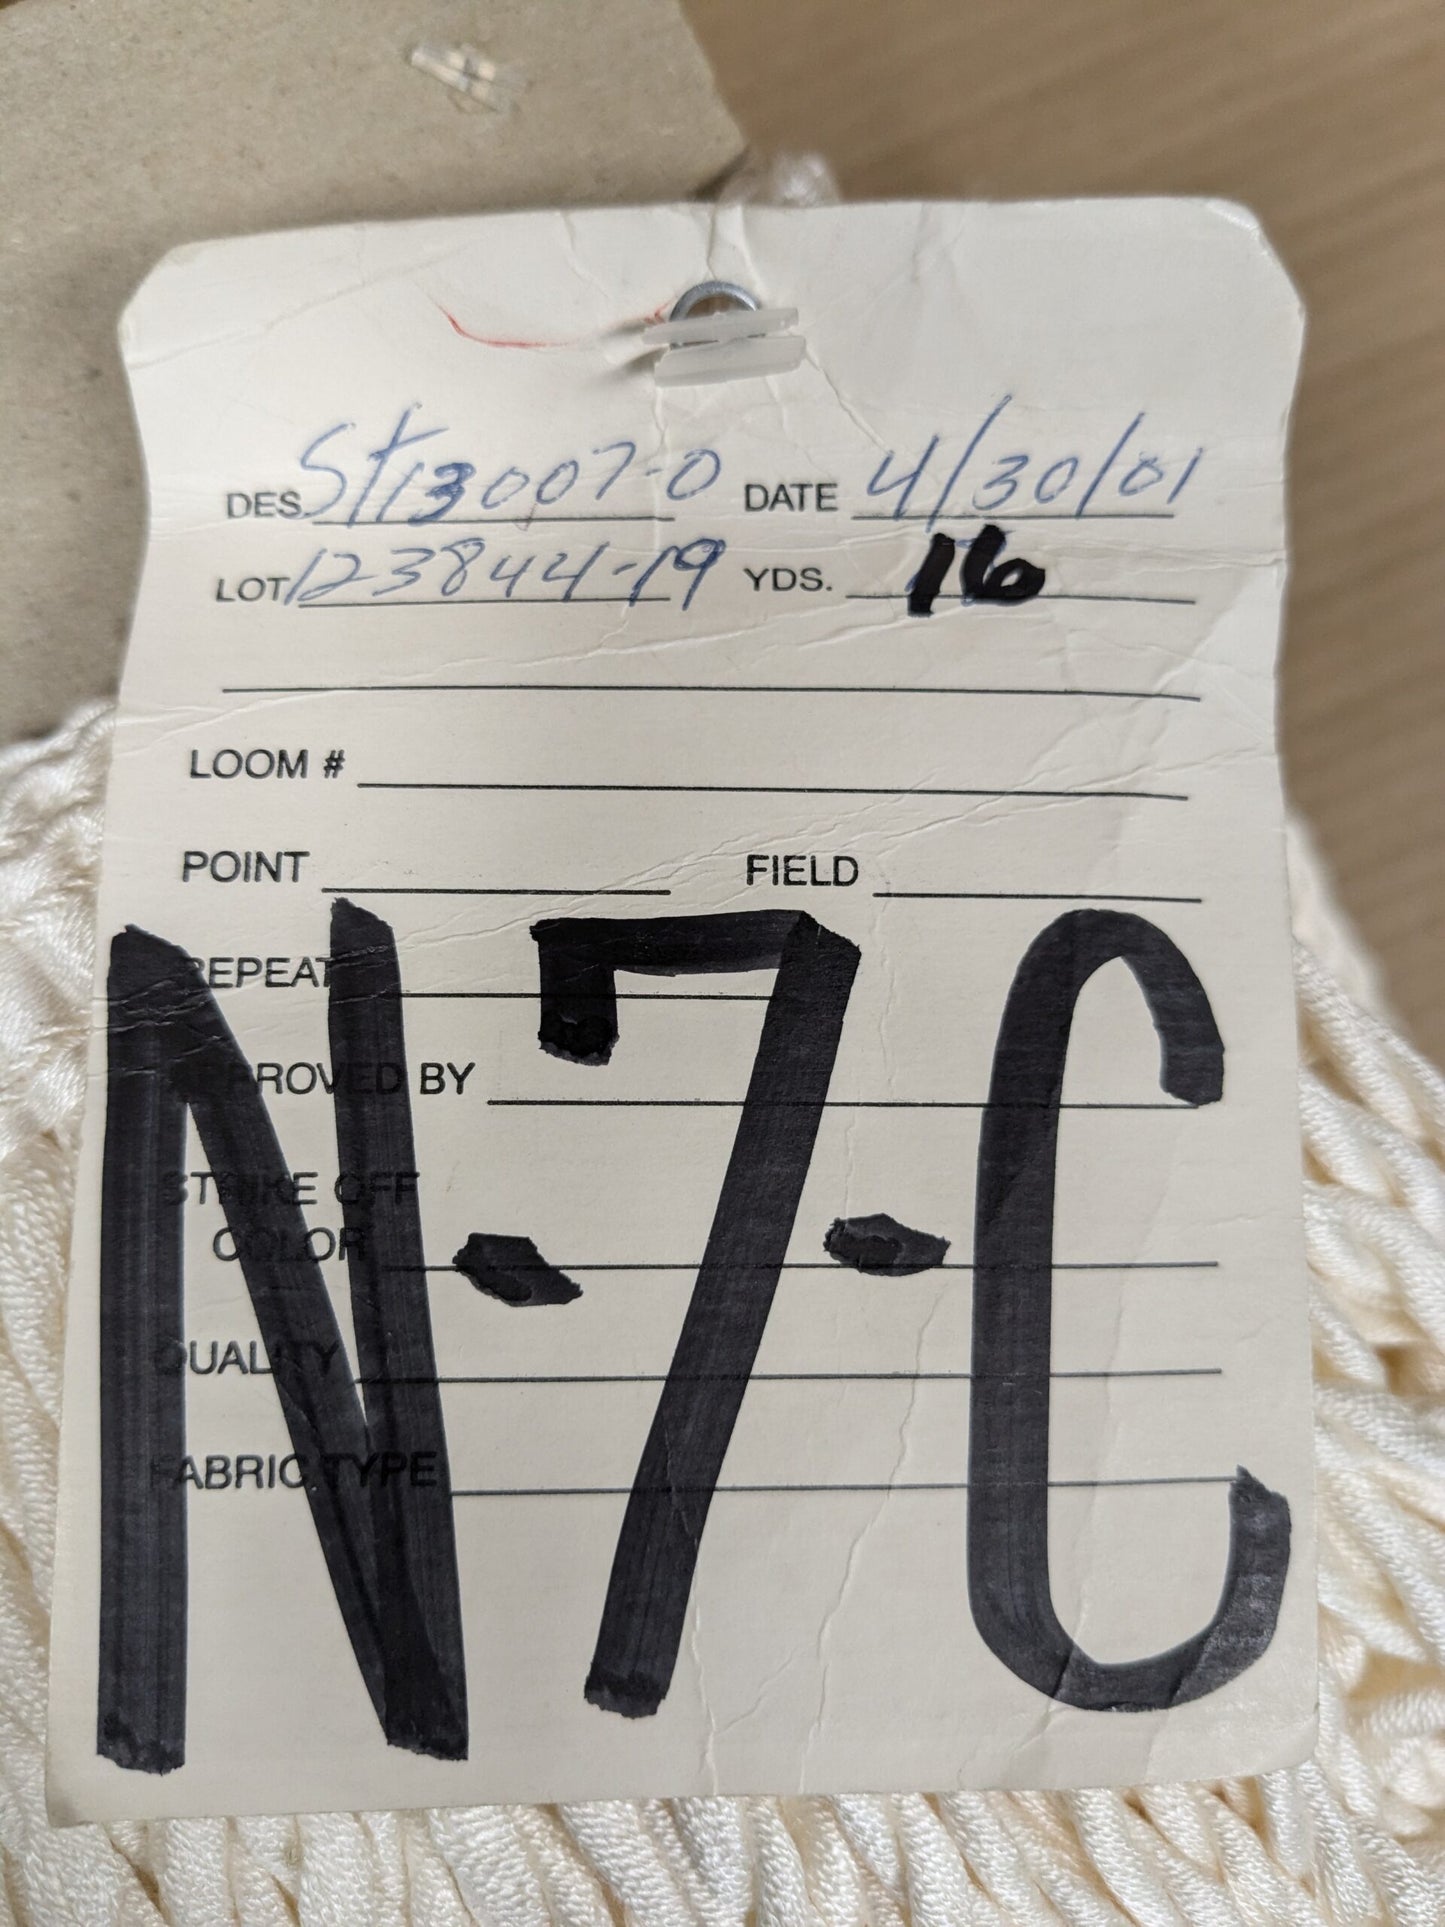 DES. St13007-0 DATE 4/30/01
LOT 123844-19 YDS. 16
LOOM #
POINT FIELD
REPEAT
APPROVED BY
STRIKE OFF
COLOR
QUALITY
FABRIC TYPE
N-7-C